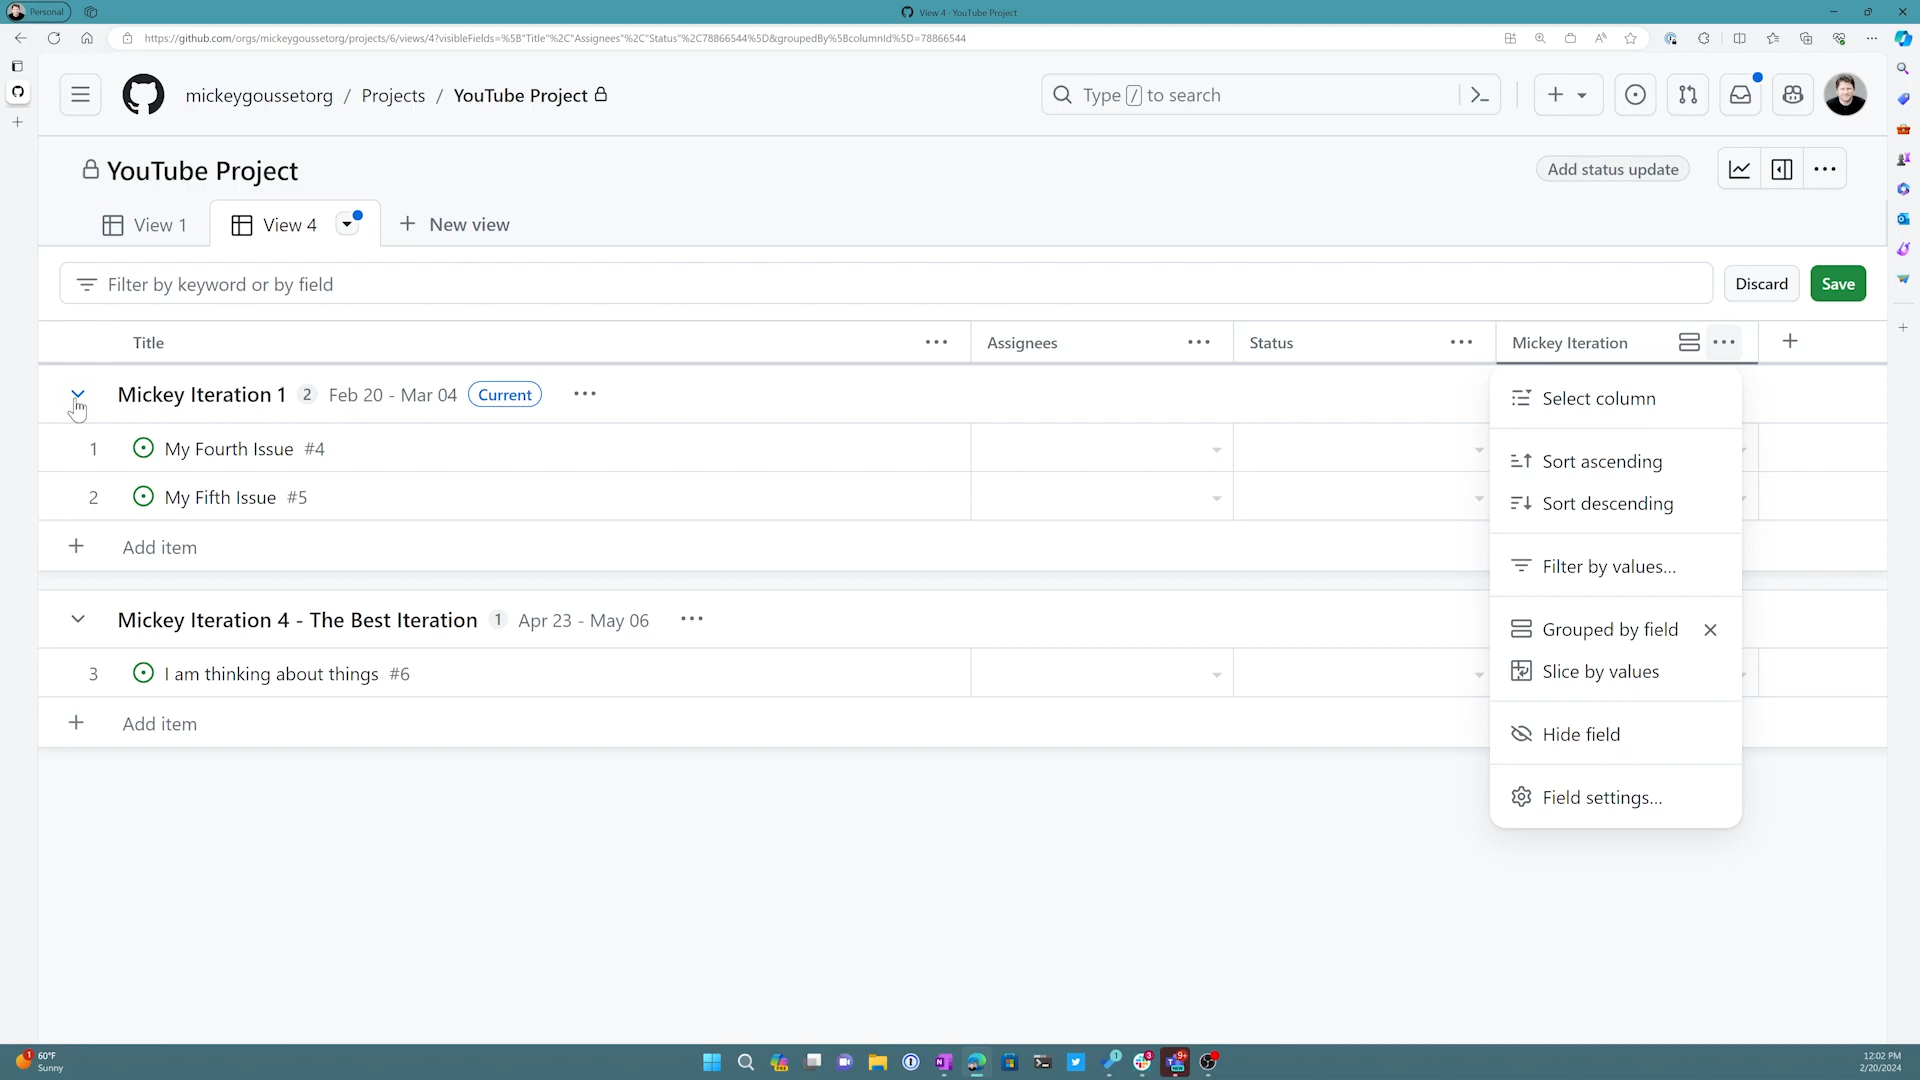 Personal
View 4 - YouTube Project
https://github.com/orgs/mickeygoussetorg/projects/6/views/4?visibleFields=%5B"Title"%2C"Assignees"%2C"Status"%2C78866544%5D&groupedBy%5BcolumnId%5D=78866544
mickeygoussetorg / Projects / YouTube Project
Type / to search
YouTube Project
Add status update
View 1
View 4
New view
Filter by keyword or by field
Discard
Save
Title
Assignees
Status
Mickey Iteration
Mickey Iteration 1 2 Feb 20 - Mar 04 Current
1 My Fourth Issue #4
2 My Fifth Issue #5
Add item
Mickey Iteration 4 - The Best Iteration 1 Apr 23 - May 06
3 I am thinking about things #6
Add item
Select column
Sort ascending
Sort descending
Filter by values...
Grouped by field
Slice by values
Hide field
Field settings...
1
60°F
Sunny
1
3
9+
12:02 PM
2/20/2024